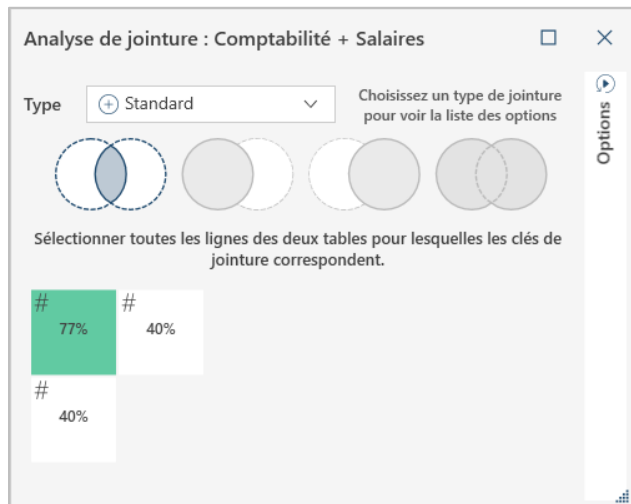 Analyse de jointure : Comptabilité + Salaires
Type
Standard
Choisissez un type de jointure
pour voir la liste des options
Options
Sélectionner toutes les lignes des deux tables pour lesquelles les clés de
jointure correspondent.
# #
77% 40%
#
40%